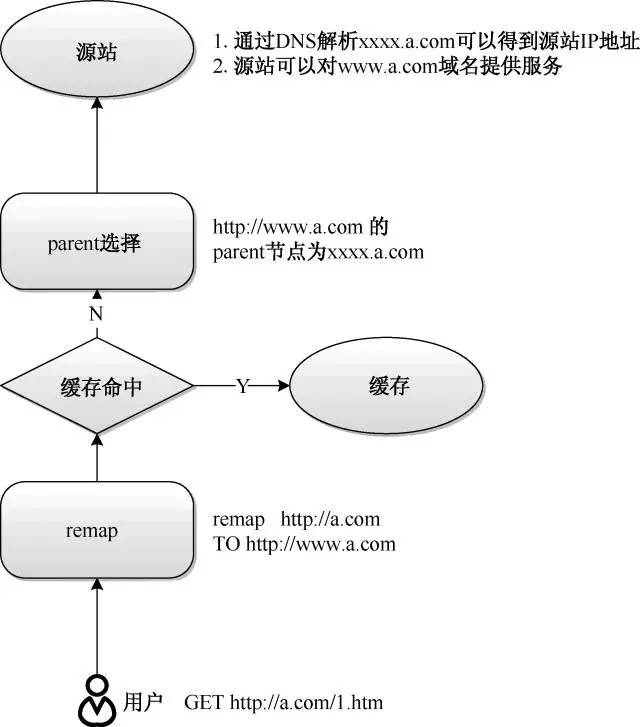 源站
1. 通过DNS解析xxxx.a.com可以得到源站IP地址
2. 源站可以对www.a.com域名提供服务
parent选择
http://www.a.com 的
parent节点为xxxx.a.com
N
缓存命中
Y
缓存
remap
remap http://a.com
TO http://www.a.com
用户 GET http://a.com/1.htm